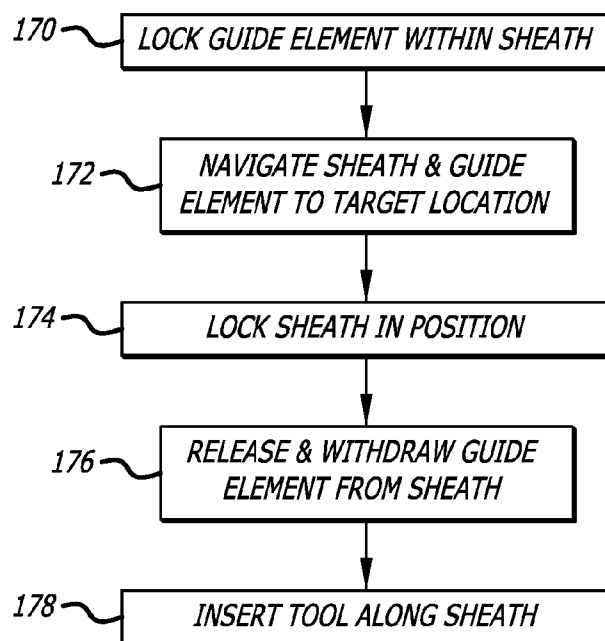 170
LOCK GUIDE ELEMENT WITHIN SHEATH
172
NAVIGATE SHEATH & GUIDE
ELEMENT TO TARGET LOCATION
174
LOCK SHEATH IN POSITION
176
RELEASE & WITHDRAW GUIDE
ELEMENT FROM SHEATH
178
INSERT TOOL ALONG SHEATH